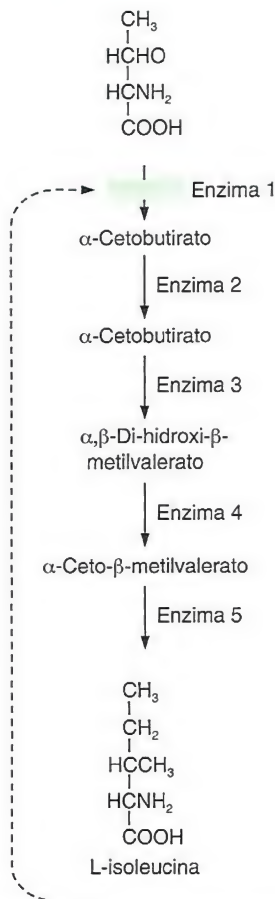 CH₃
HCHO
HCNH₂
COOH
Enzima 1
α-Cetobutirato
Enzima 2
α-Cetobutirato
Enzima 3
α,β-Di-hidroxi-β-
metilvalerato
Enzima 4
α-Ceto-β-metilvalerato
Enzima 5
CH₃
CH₂
HCCH₃
HCNH₂
COOH
L-isoleucina